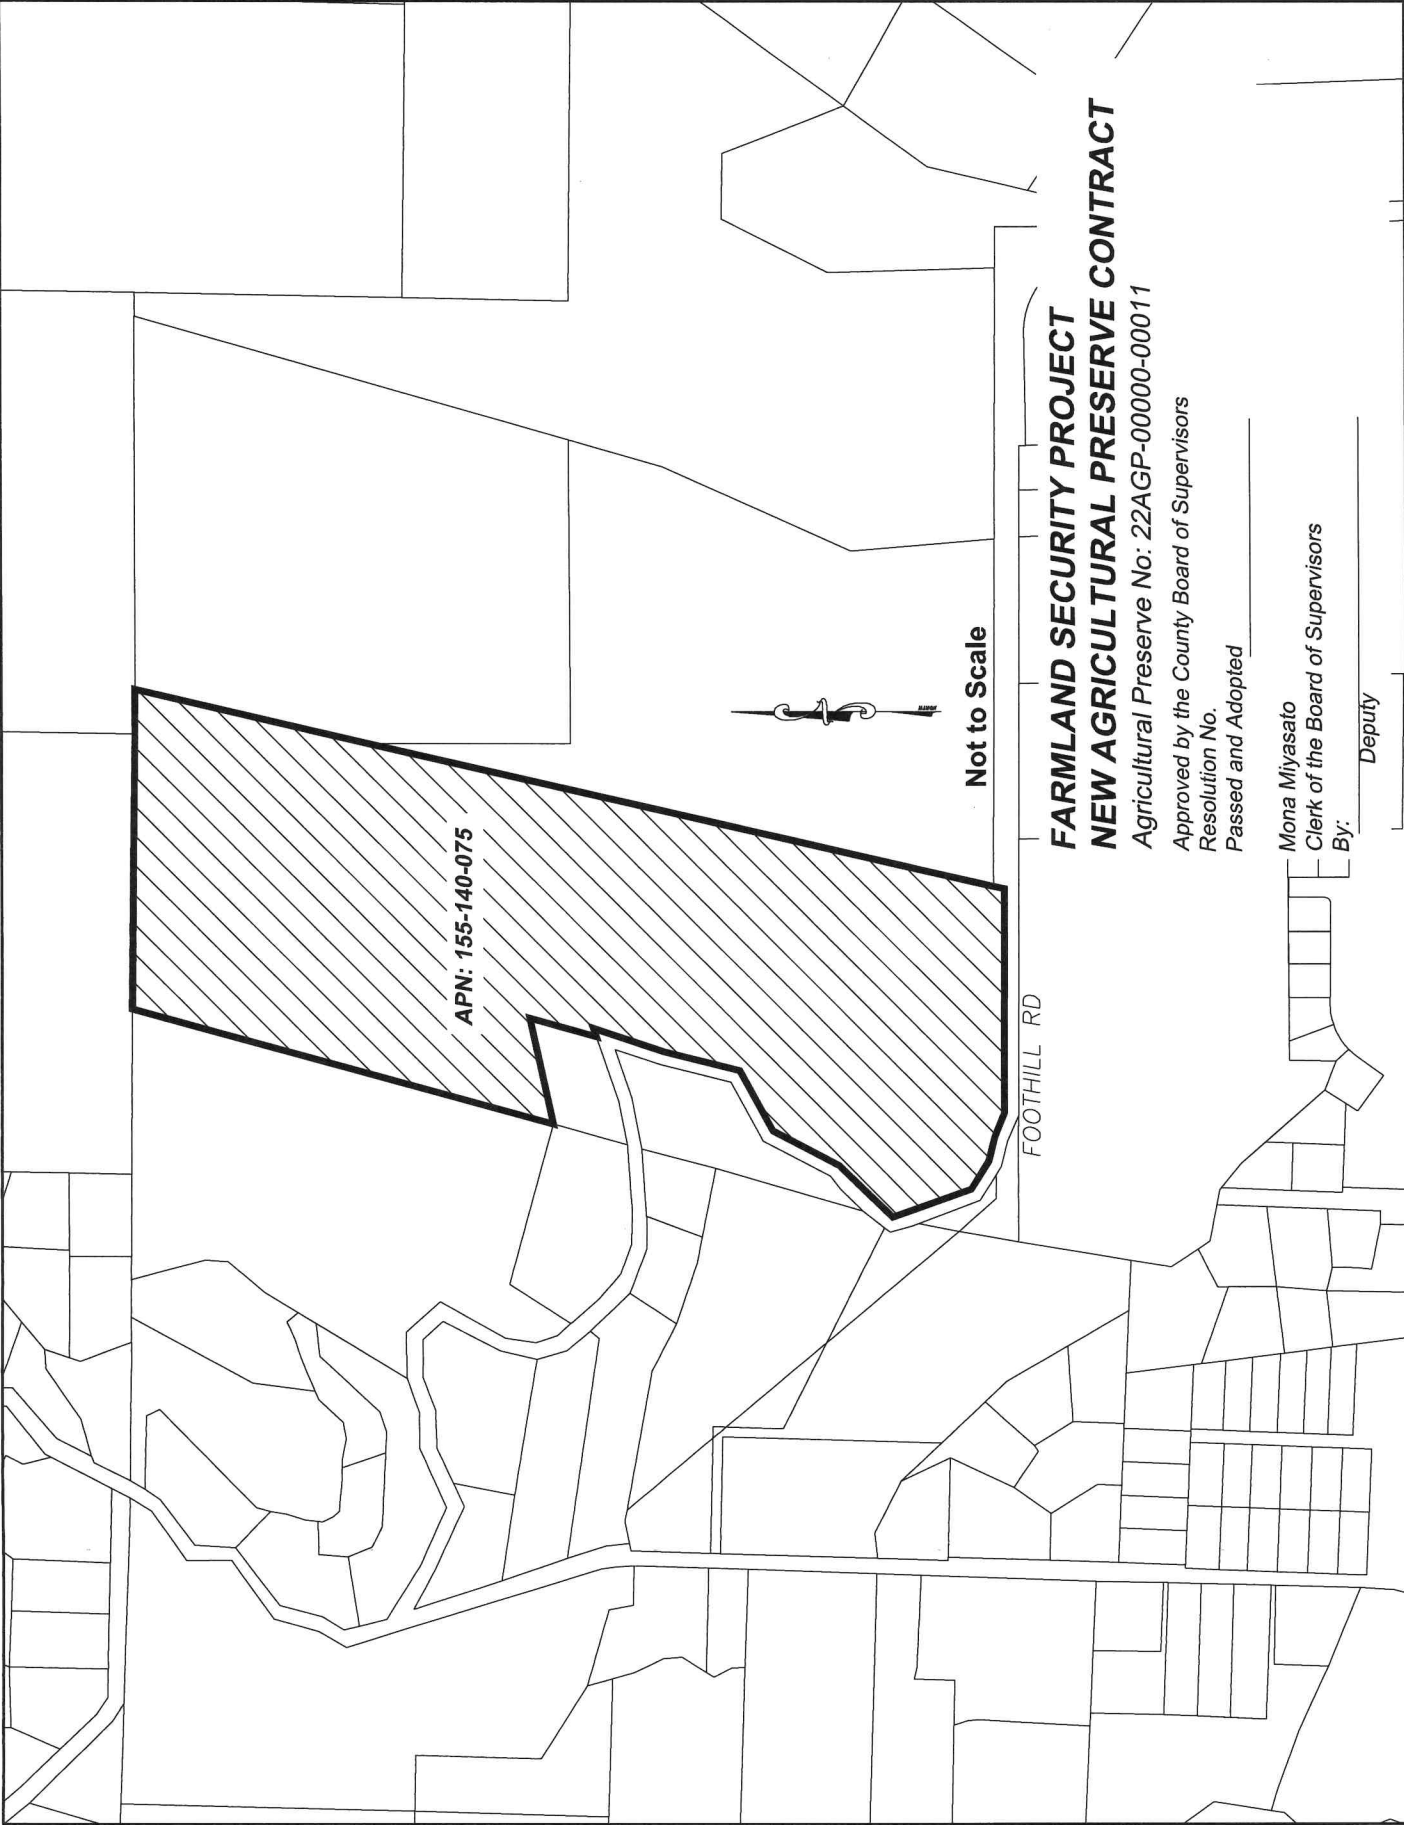 APN: 155-140-075
NORTH
Not to Scale
FOOTHILL RD
FARMLAND SECURITY PROJECT
NEW AGRICULTURAL PRESERVE CONTRACT
Agricultural Preserve No: 22AGP-00000-00011
Approved by the County Board of Supervisors
Resolution No.
Passed and Adopted
Mona Miyasato
Clerk of the Board of Supervisors
By:
Deputy